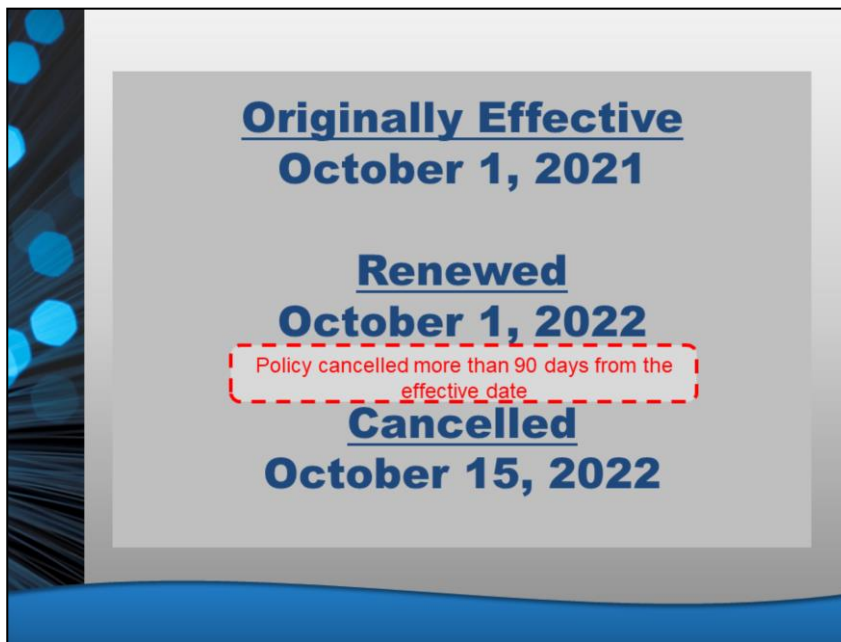 Originally Effective
October 1, 2021
Renewed
October 1, 2022
Policy cancelled more than 90 days from the
effective date
Cancelled
October 15, 2022